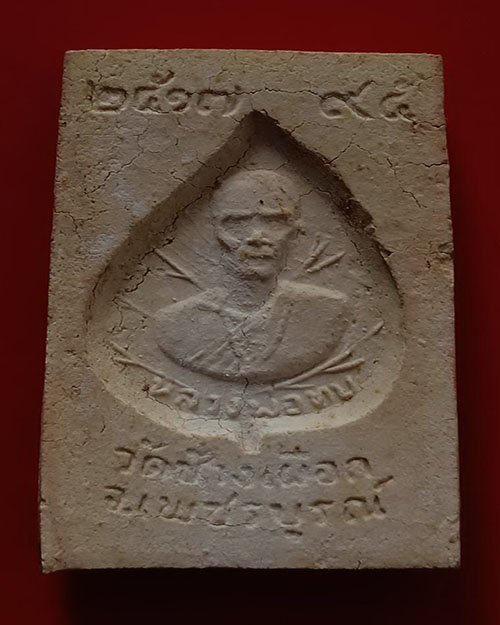 ๒๕๑๗ ๙๕
หลวงพ่อทบ
วัดช้างเผือก
จ.เพชรบูรณ์